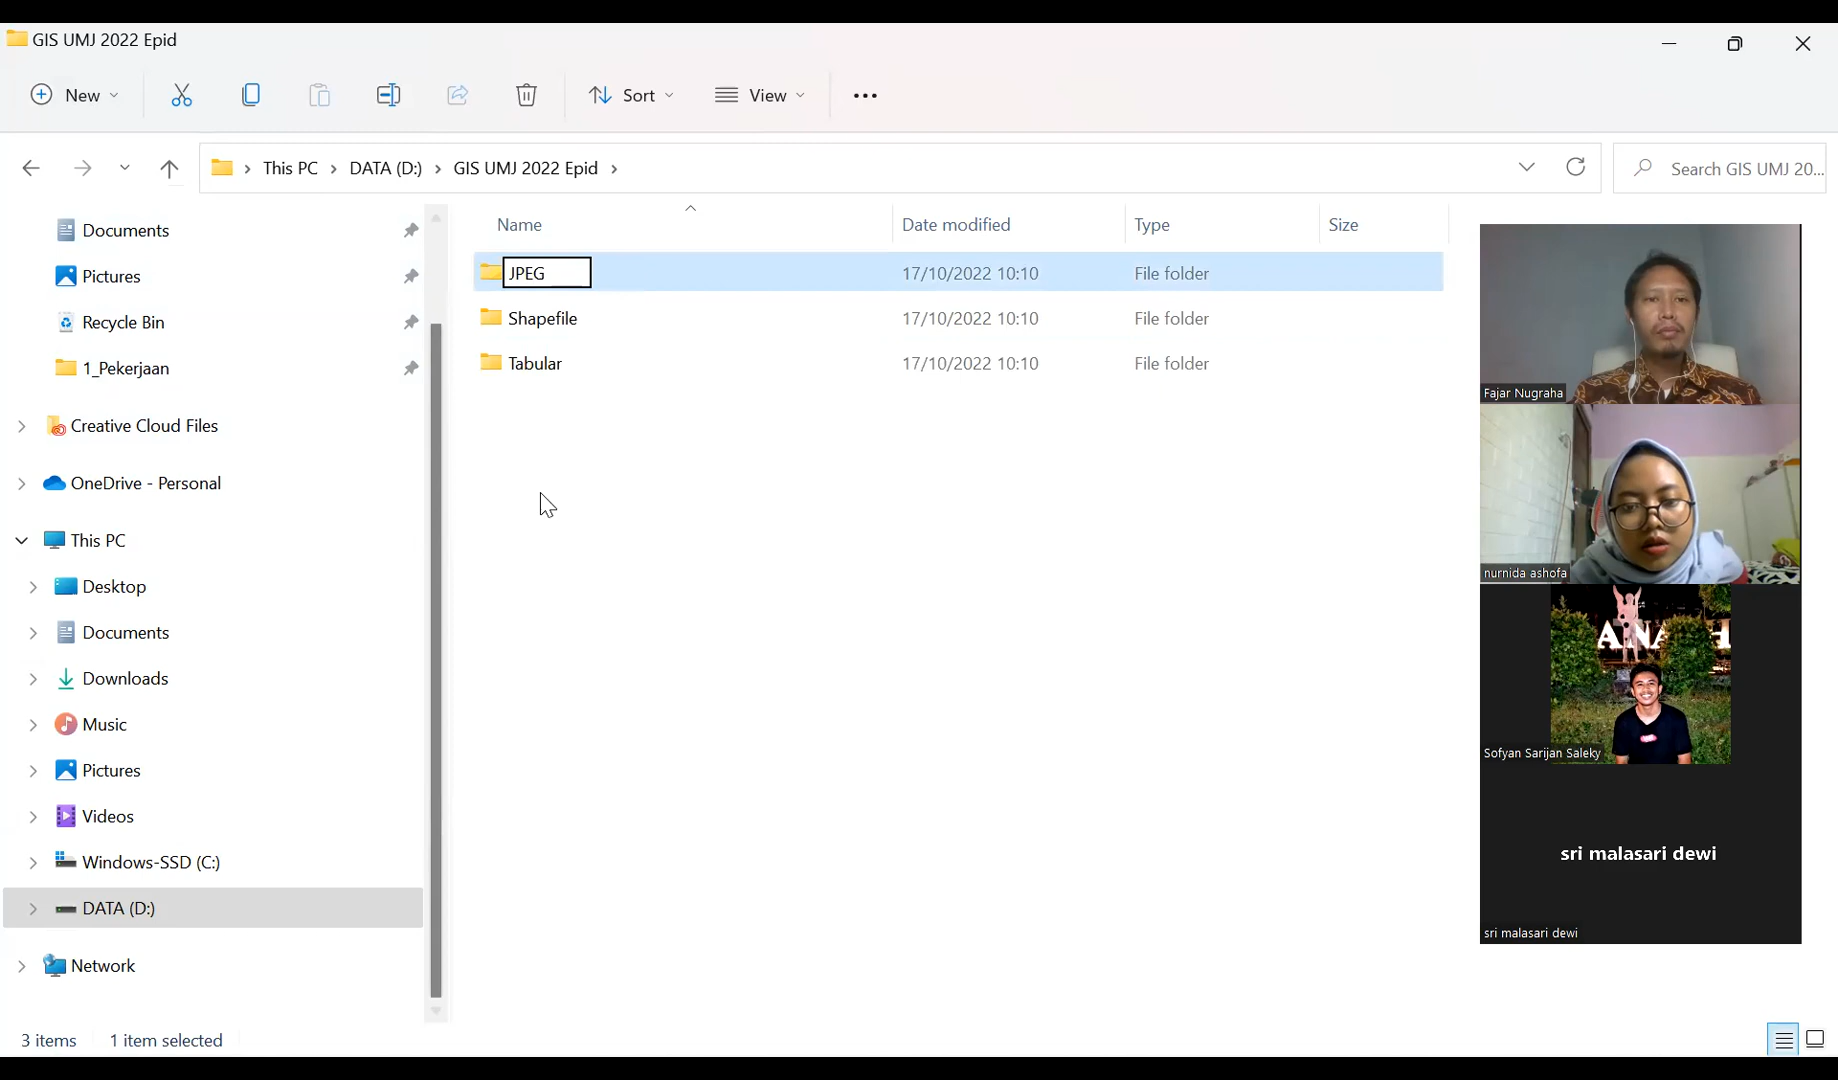 GIS UMJ 2022 Epid
New
Sort
View
This PC
DATA (D:)
GIS UMJ 2022 Epid
Search GIS UMJ 20...
Documents
Pictures
Recycle Bin
1_Pekerjaan
Creative Cloud Files
OneDrive - Personal
This PC
Desktop
Documents
Downloads
Music
Pictures
Videos
Windows-SSD (C:)
DATA (D:)
Network
Name Date modified Type Size
JPEG 17/10/2022 10:10 File folder
Shapefile 17/10/2022 10:10 File folder
Tabular 17/10/2022 10:10 File folder
Fajar Nugraha
nurnida ashofa
Sofyan Sarijan Saleky
sri malasari dewi
sri malasari dewi
3 items 1 item selected